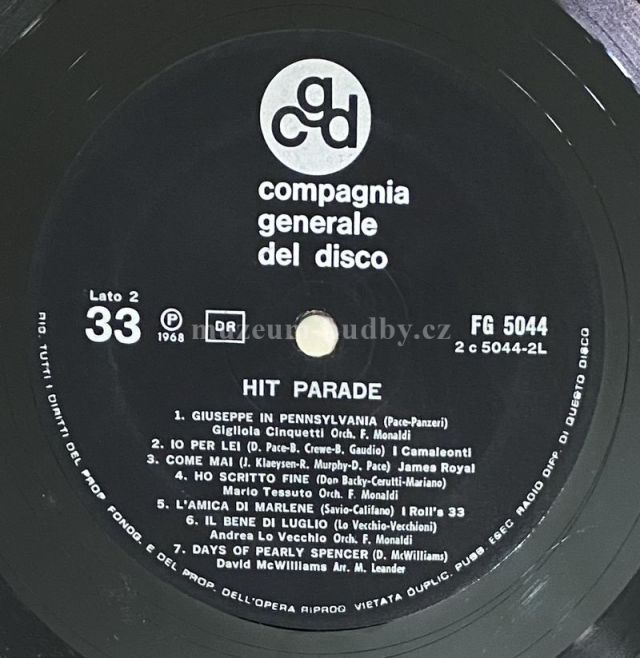 cgd
compagnia
generale
del disco
Lato 2
33
℗
1968
DR
FG 5044
2 c 5044-2L
muzeum-hudby.cz
HIT PARADE
1. GIUSEPPE IN PENNSYLVANIA (Pace-Panzeri)
Gigliola Cinquetti Orch. F. Monaldi
2. IO PER LEI (D. Pace-B. Crewe-B. Gaudio) I Camaleonti
3. COME MAI (J. Klaeysen-R. Murphy-D. Pace) James Royal
4. HO SCRITTO FINE (Don Backy-Cerutti-Mariano)
Mario Tessuto Orch. F. Monaldi
5. L'AMICA DI MARLENE (Savio-Califano) I Roll's 33
6. IL BENE DI LUGLIO (Lo Vecchio-Vecchioni)
Andrea Lo Vecchio Orch. F. Monaldi
7. DAYS OF PEARLY SPENCER (D. McWilliams)
David McWilliams Arr. M. Leander
RIG. TUTTI I DIRITTI DEL PROP FONOG. E DEL PROP. DELL'OPERA RIPROD VIETATA DUPLIC. PUBB ESEC RADIO DIFF. DI QUESTO DISCO